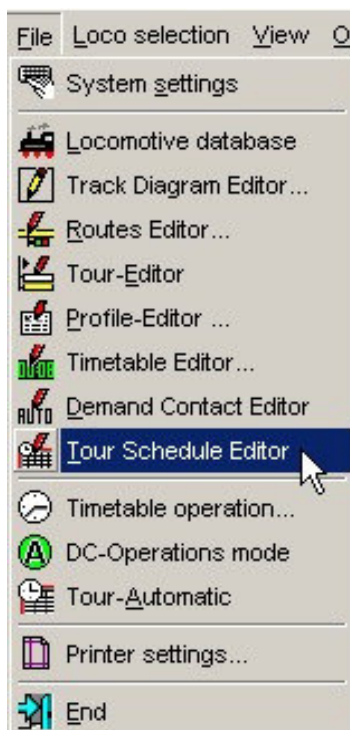 File Loco selection View O
System settings
Locomotive database
Track Diagram Editor...
Routes Editor...
Tour-Editor
Profile-Editor ...
Timetable Editor...
AUTO Demand Contact Editor
Tour Schedule Editor
Timetable operation...
A DC-Operations mode
Tour-Automatic
Printer settings...
End